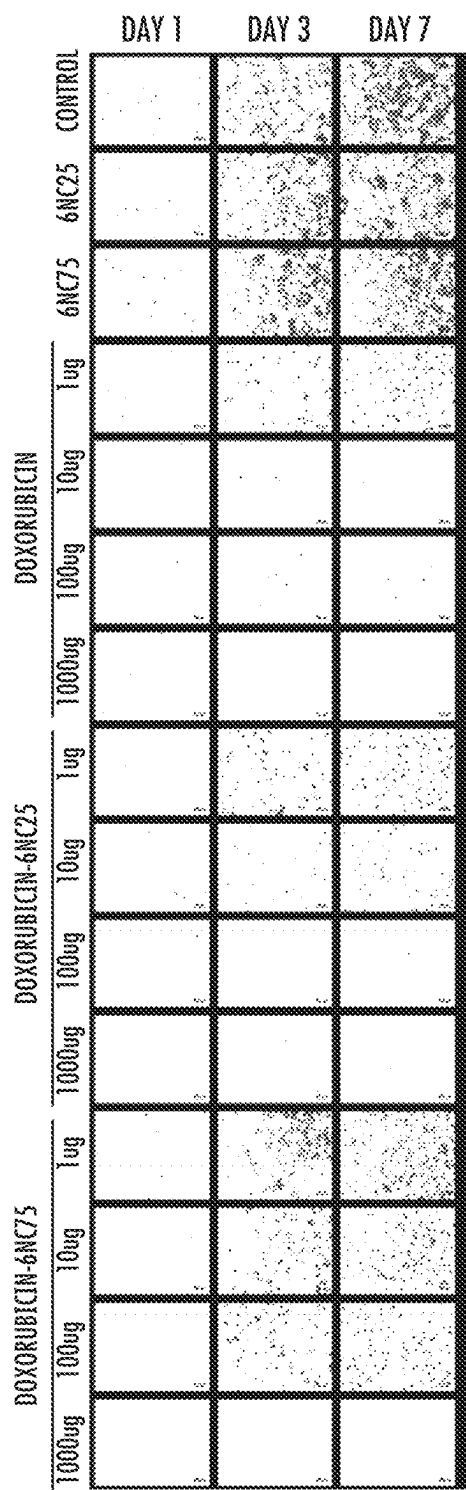 DAY 1 DAY 3 DAY 7
CONTROL
6NC25
6NC75
DOXORUBICIN
1ug
10ug
100ug
1000ug
DOXORUBICIN-6NC25
1ug
10ug
100ug
1000ug
DOXORUBICIN-6NC75
1ug
10ug
100ug
1000ug